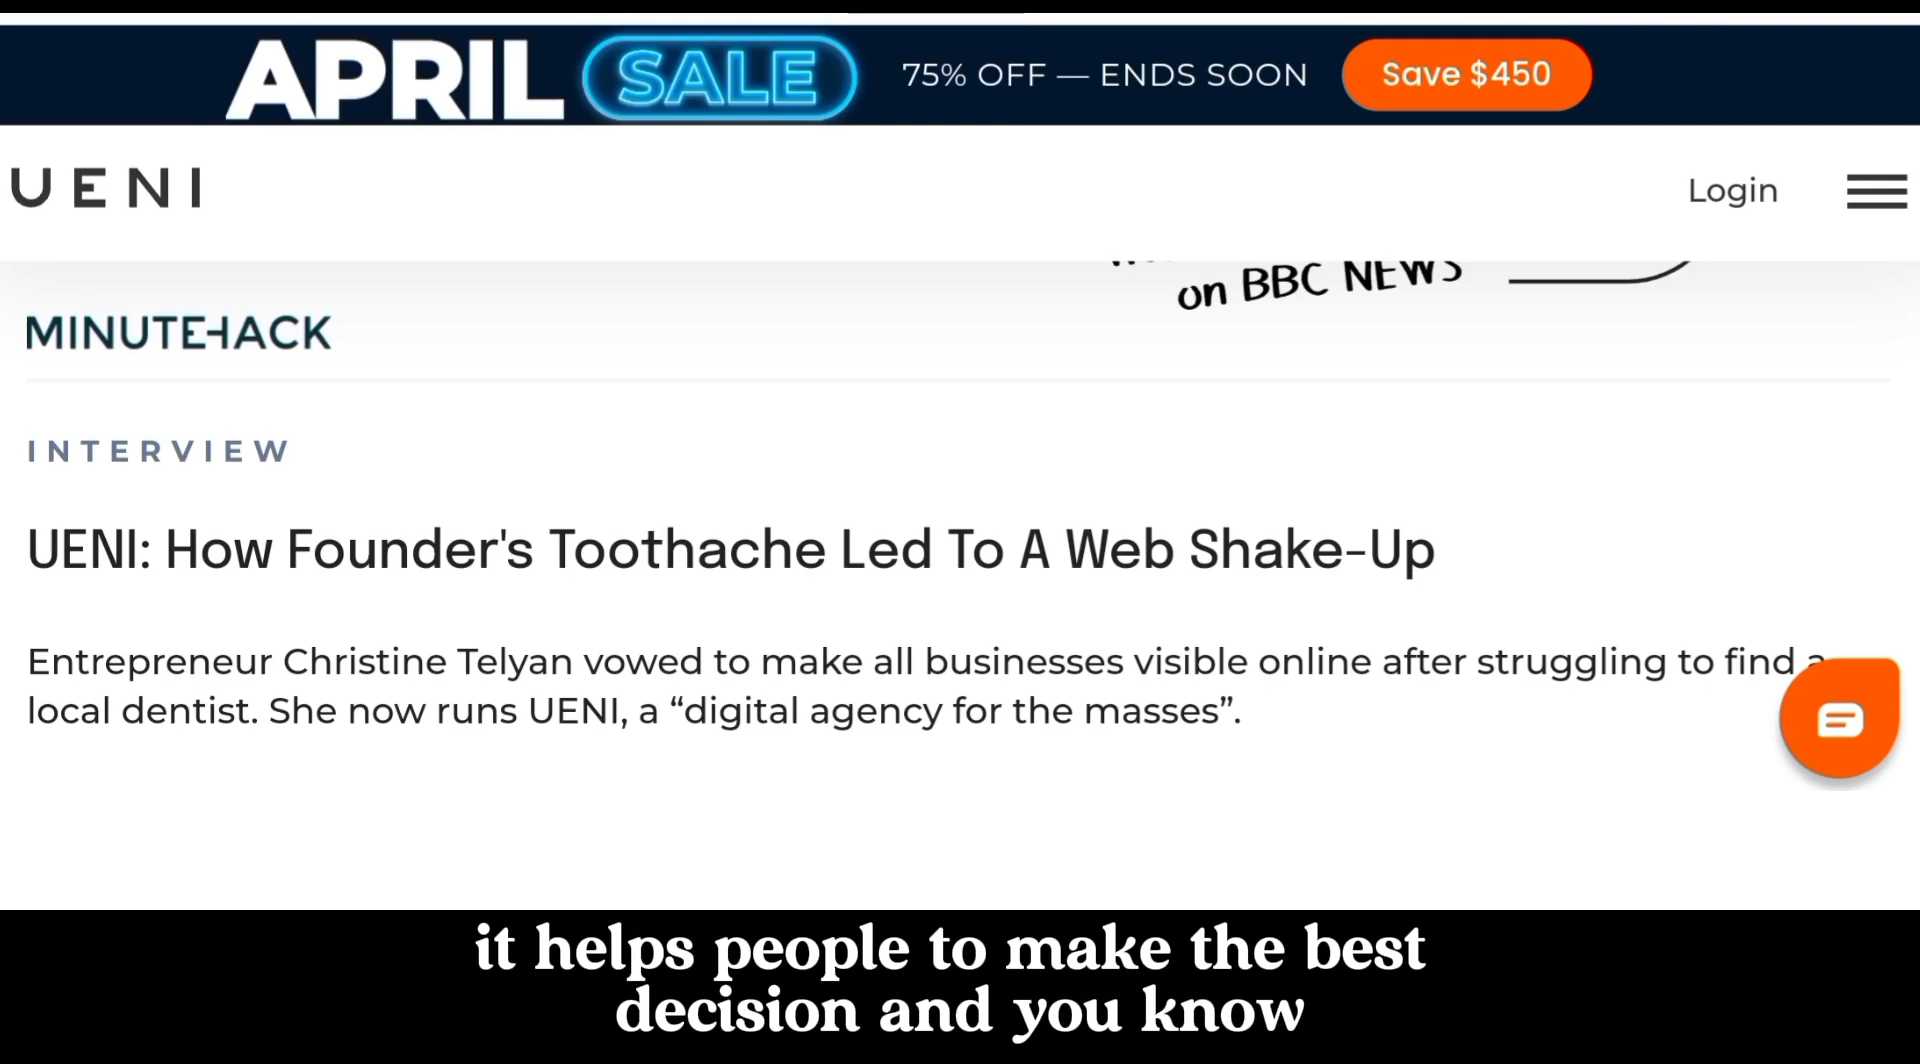 APRIL SALE 75% OFF — ENDS SOON Save $450
UENI Login
on BBC NEWS
MINUTEHACK
INTERVIEW
UENI: How Founder's Toothache Led To A Web Shake-Up
Entrepreneur Christine Telyan vowed to make all businesses visible online after struggling to find a
local dentist. She now runs UENI, a “digital agency for the masses”.
it helps people to make the best
decision and you know